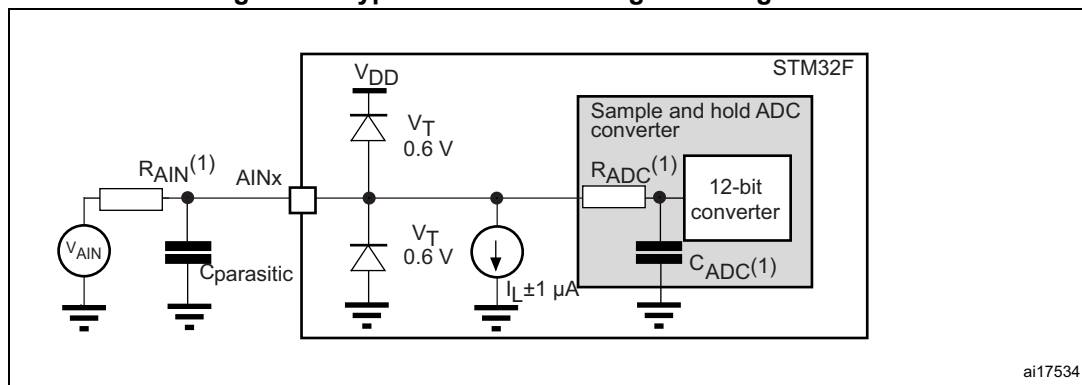 STM32F
VDD
Sample and hold ADC
converter
VT
0.6 V
RAIN(1)
AINx
RADC(1)
12-bit
converter
VAIN
Cparasitic
VT
0.6 V
IL±1 µA
CADC(1)
ai17534